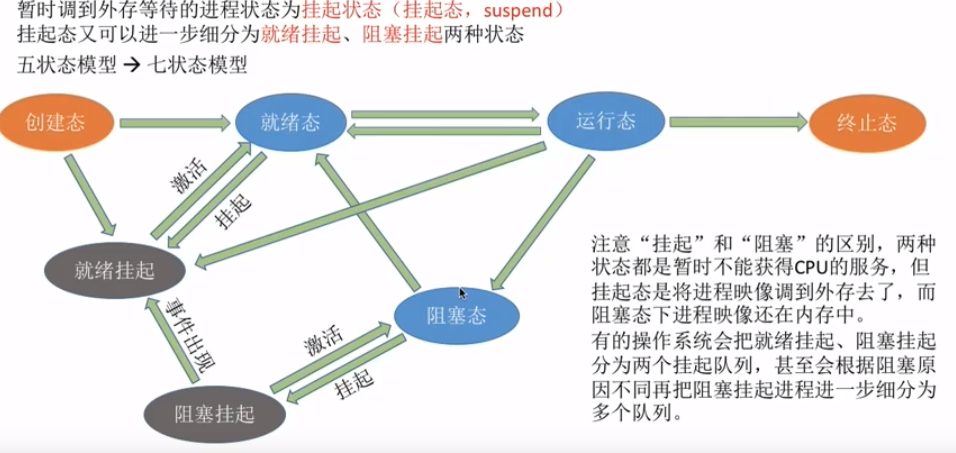 暂时调到外存等待的进程状态为挂起状态（挂起态，suspend）
挂起态又可以进一步细分为就绪挂起、阻塞挂起两种状态
五状态模型→七状态模型
创建态
就绪态
运行态
终止态
激活
挂起
就绪挂起
事件出现
阻塞态
激活
挂起
阻塞挂起
注意“挂起”和“阻塞”的区别，两种
状态都是暂时不能获得CPU的服务，但
挂起态是将进程映像调到外存去了，而
阻塞态下进程映像还在内存中。
有的操作系统会把就绪挂起、阻塞挂起
分为两个挂起队列，甚至会根据阻塞原
因不同再把阻塞挂起进程进一步细分为
多个队列。